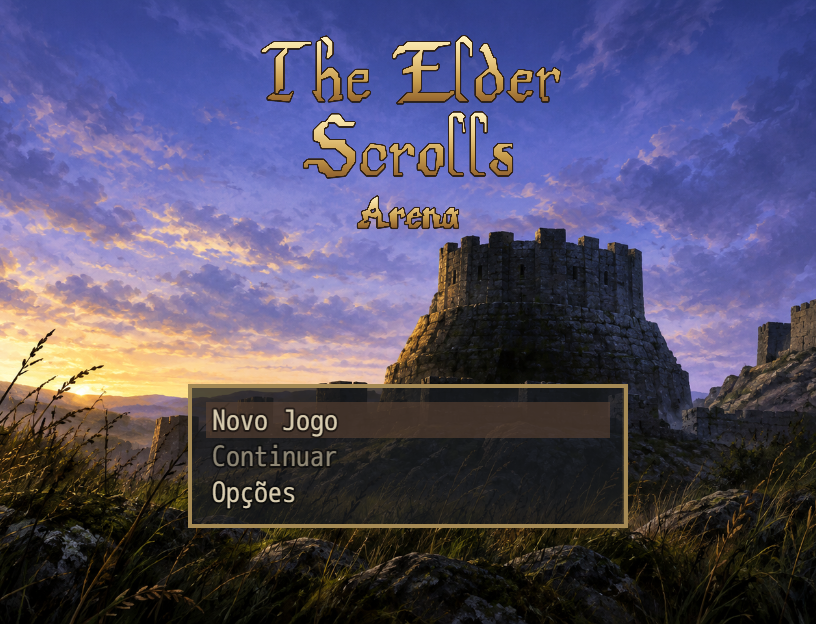 The Elder
Scrolls
Arena
Novo Jogo
Continuar
Opções